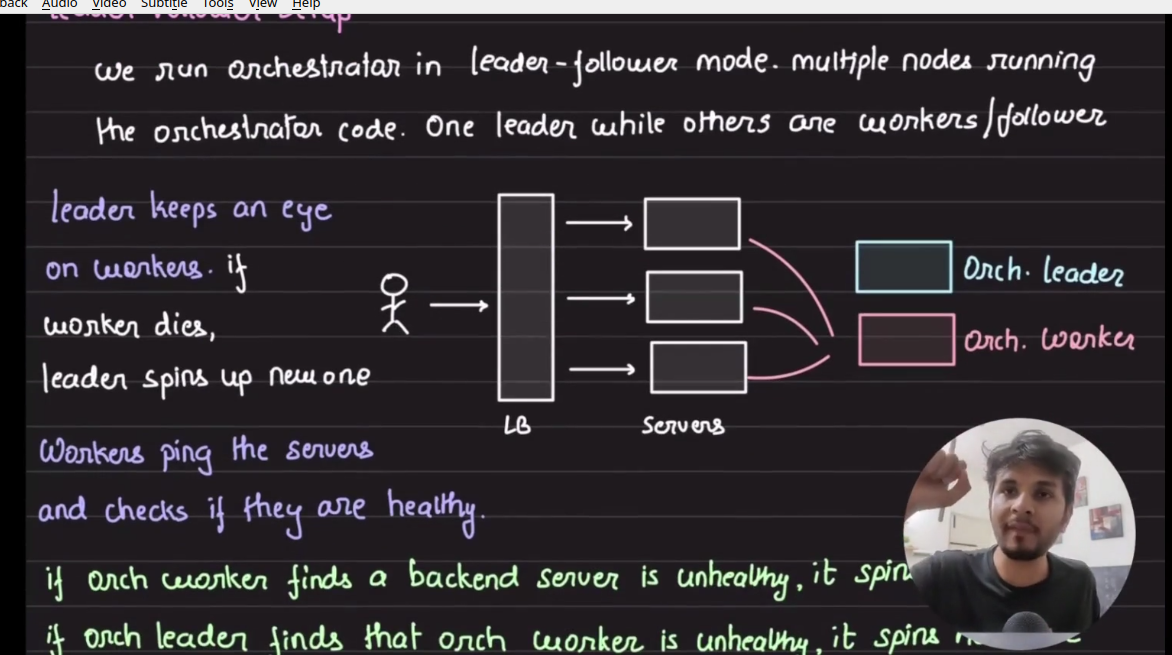 back Audio Video Subtitle Tools View Help
we run orchestrator in leader-follower mode. multiple nodes running
the orchestrator code. One leader while others are workers/follower
leader keeps an eye
on workers. if
worker dies,
leader spins up new one
LB
Servers
Orch. leader
Orch. Worker
Workers ping the servers
and checks if they are healthy.
if orch worker finds a backend server is unhealthy, it spin
if orch leader finds that orch worker is unhealthy, it spins